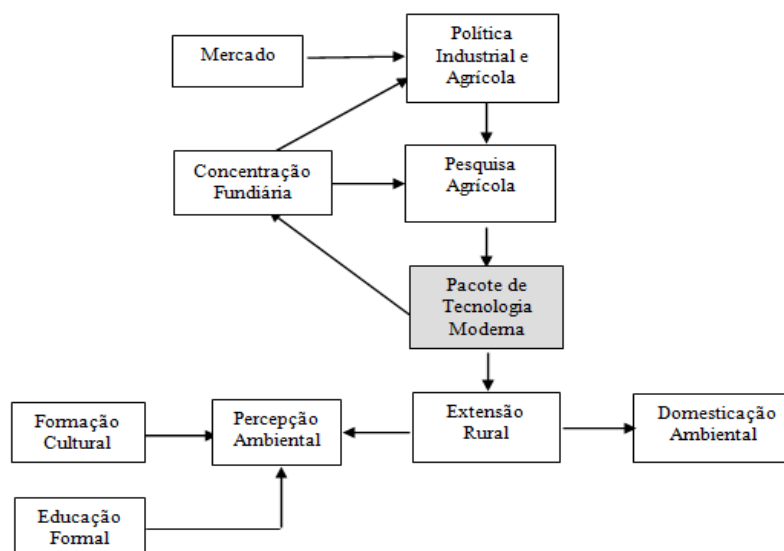 Política
Industrial e
Agrícola
Mercado
Concentração
Fundiária
Pesquisa
Agrícola
Pacote de
Tecnologia
Moderna
Formação
Cultural
Percepção
Ambiental
Extensão
Rural
Domesticação
Ambiental
Educação
Formal